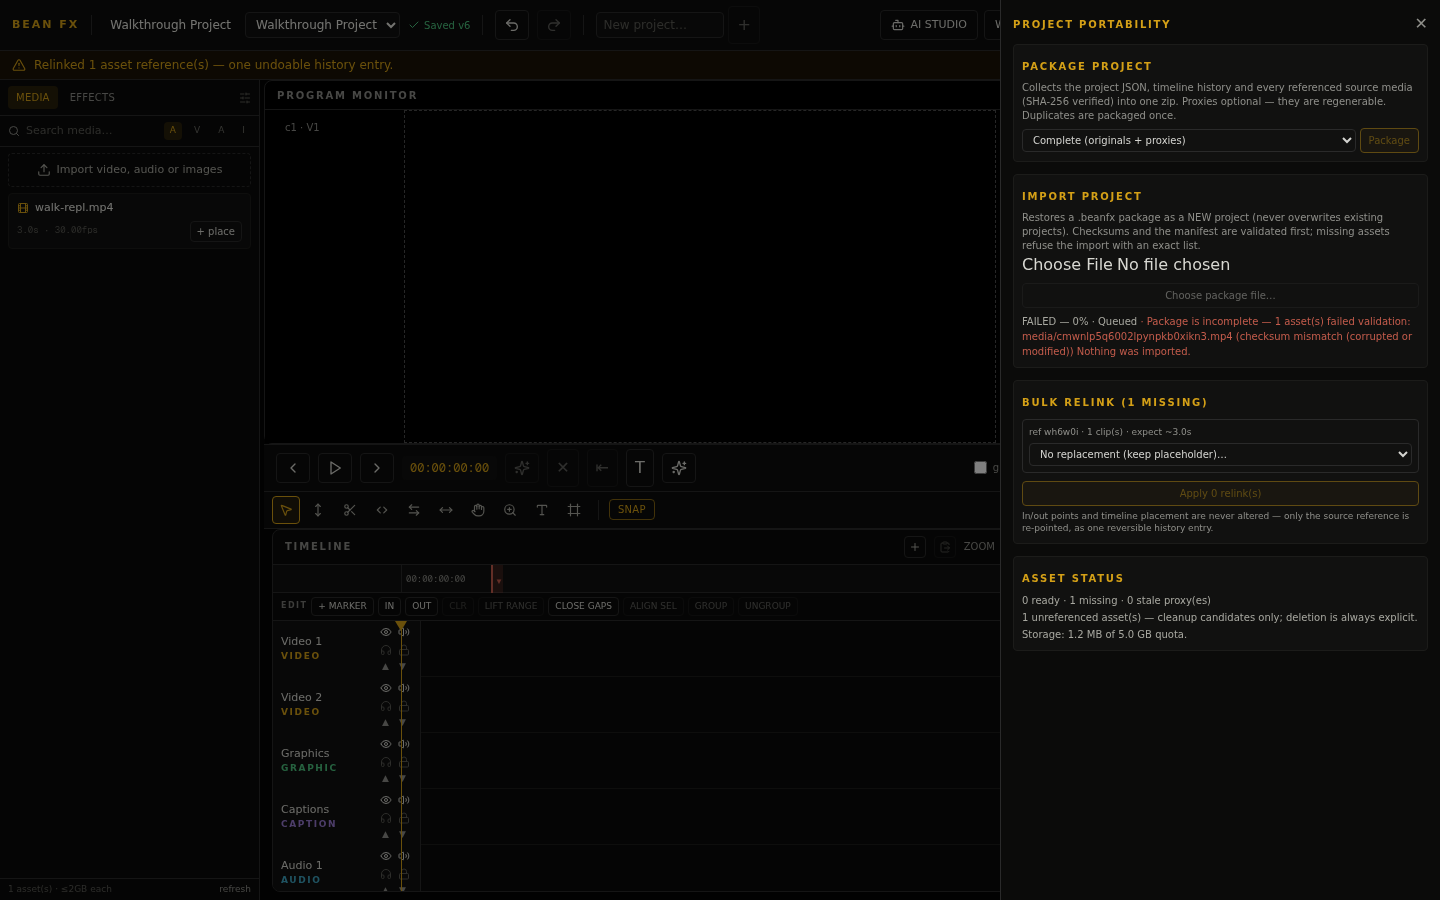 BEAN FX
Walkthrough Project
Walkthrough Project
Saved v6
New project...
AI STUDIO
W
Relinked 1 asset reference(s) — one undoable history entry.
MEDIA
EFFECTS
Search media...
A
V
A
I
Import video, audio or images
walk-repl.mp4
3.0s · 30.00fps
+ place
1 asset(s) · ≤2GB each
refresh
PROGRAM MONITOR
c1 · V1
00:00:00:00
T
g
SNAP
TIMELINE
ZOOM
00:00:00:00
EDIT
+ MARKER
IN
OUT
CLR
LIFT RANGE
CLOSE GAPS
ALIGN SEL
GROUP
UNGROUP
Video 1
VIDEO
Video 2
VIDEO
Graphics
GRAPHIC
Captions
CAPTION
Audio 1
AUDIO
PROJECT PORTABILITY
PACKAGE PROJECT
Collects the project JSON, timeline history and every referenced source media
(SHA-256 verified) into one zip. Proxies optional — they are regenerable.
Duplicates are packaged once.
Complete (originals + proxies)
Package
IMPORT PROJECT
Restores a .beanfx package as a NEW project (never overwrites existing
projects). Checksums and the manifest are validated first; missing assets
refuse the import with an exact list.
Choose File No file chosen
Choose package file...
FAILED — 0% · Queued · Package is incomplete — 1 asset(s) failed validation:
media/cmwnlp5q6002lpynpkb0xikn3.mp4 (checksum mismatch (corrupted or
modified)) Nothing was imported.
BULK RELINK (1 MISSING)
ref wh6w0i · 1 clip(s) · expect ~3.0s
No replacement (keep placeholder)...
Apply 0 relink(s)
In/out points and timeline placement are never altered — only the source reference is
re-pointed, as one reversible history entry.
ASSET STATUS
0 ready · 1 missing · 0 stale proxy(es)
1 unreferenced asset(s) — cleanup candidates only; deletion is always explicit.
Storage: 1.2 MB of 5.0 GB quota.